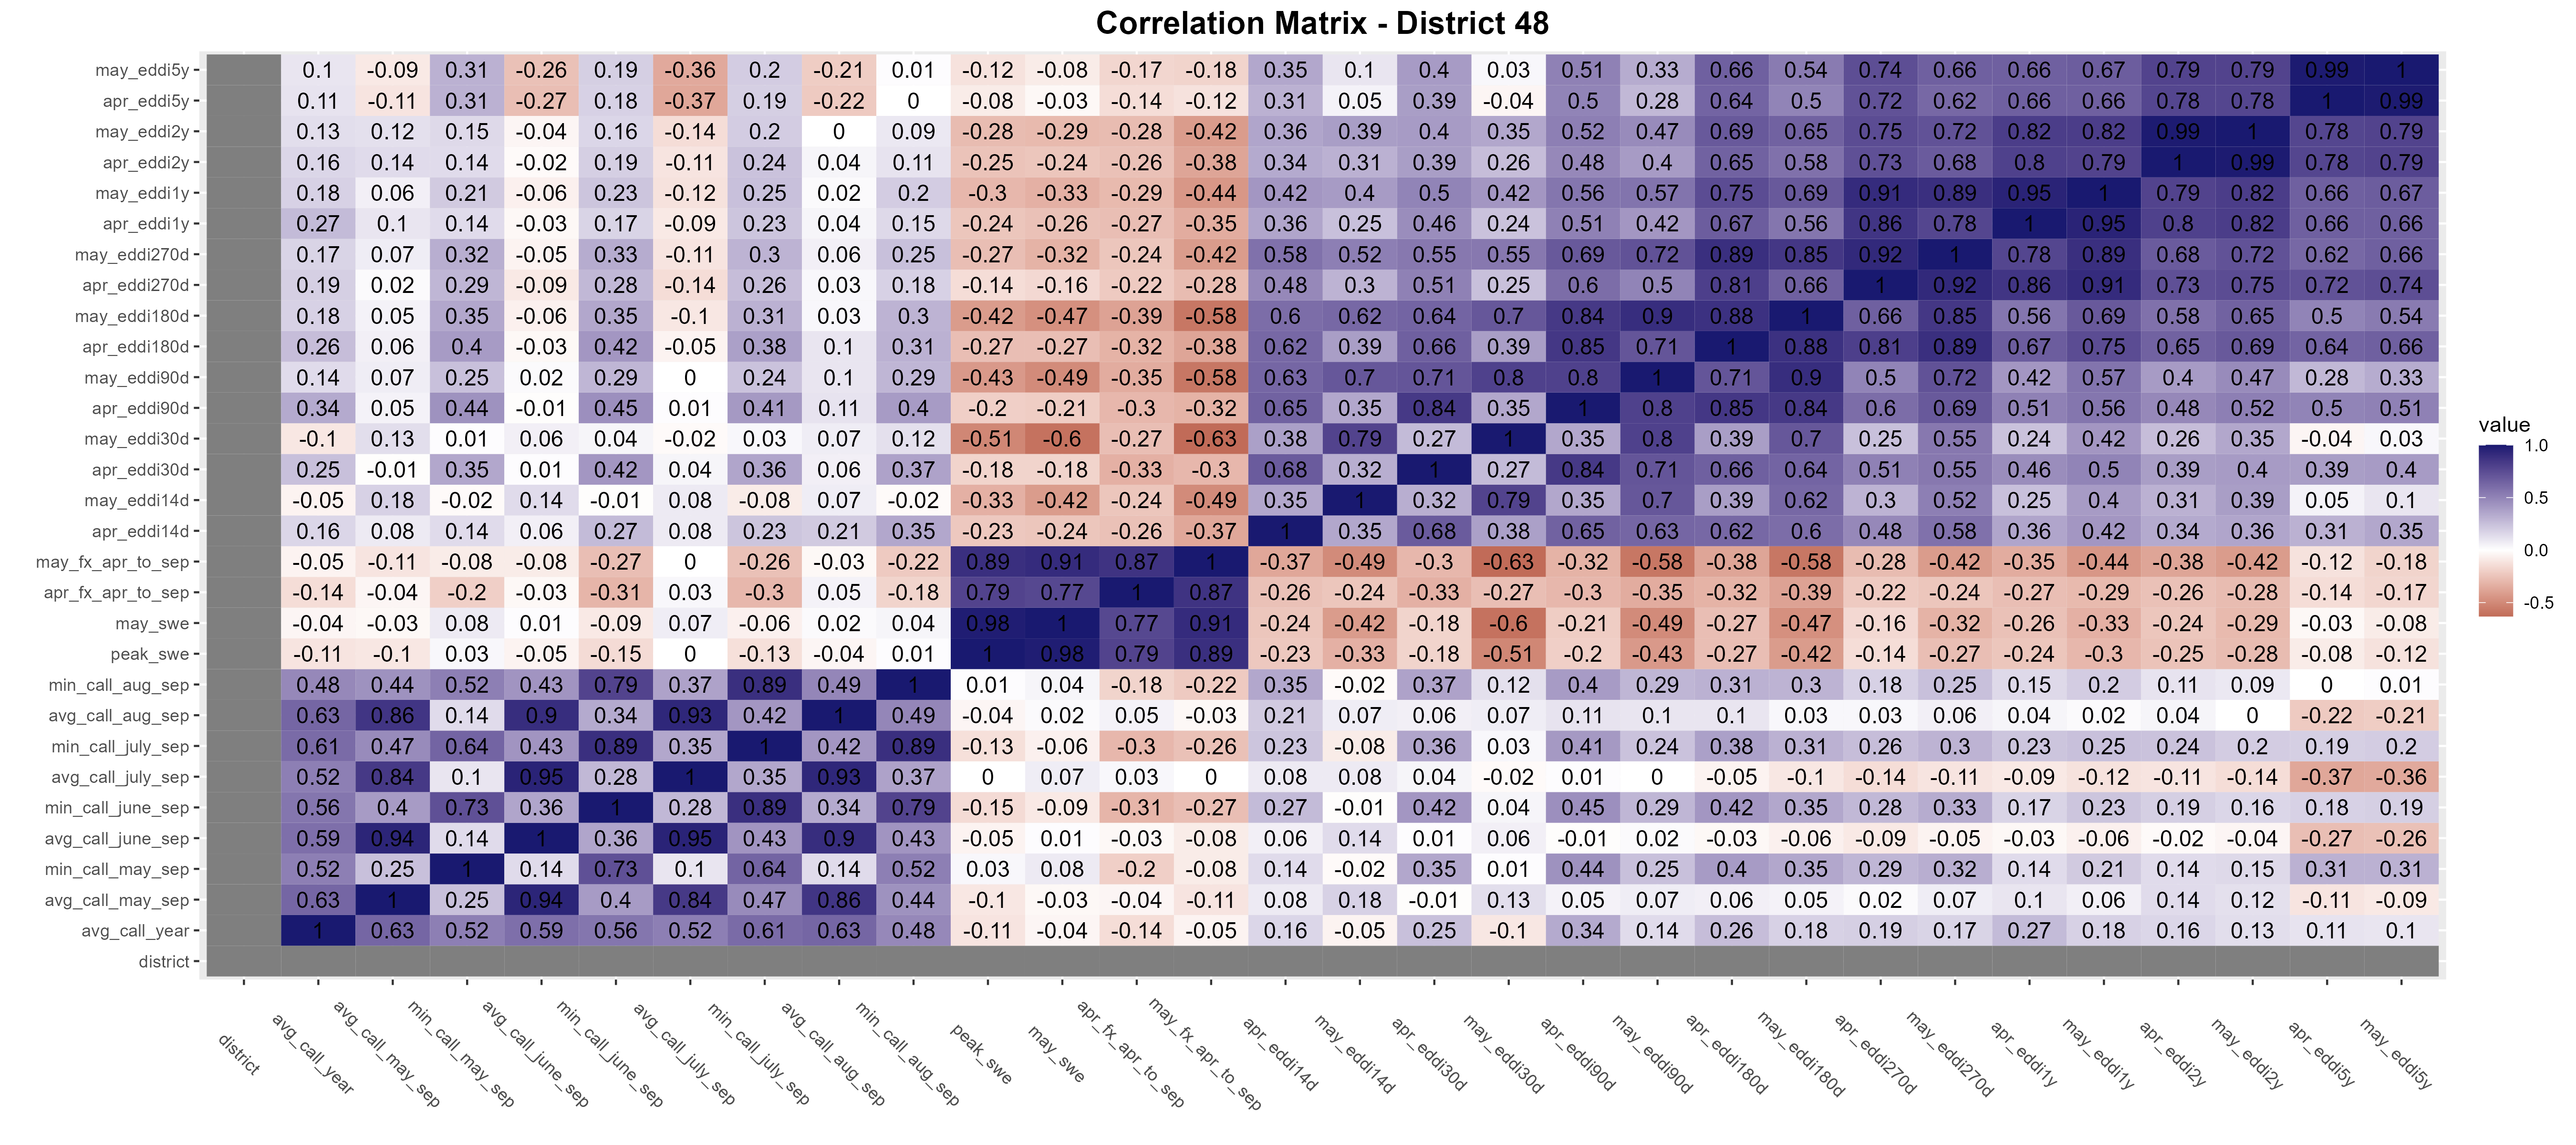 Correlation Matrix - District 48
may_eddi5y 0.1 -0.09 0.31 -0.26 0.19 -0.36 0.2 -0.21 0.01 -0.12 -0.08 -0.17 -0.18 0.35 0.1 0.4 0.03 0.51 0.33 0.66 0.54 0.74 0.66 0.66 0.67 0.79 0.79 0.99 1
apr_eddi5y 0.11 -0.11 0.31 -0.27 0.18 -0.37 0.19 -0.22 0 -0.08 -0.03 -0.14 -0.12 0.31 0.05 0.39 -0.04 0.5 0.28 0.64 0.5 0.72 0.62 0.66 0.66 0.78 0.78 1 0.99
may_eddi2y 0.13 0.12 0.15 -0.04 0.16 -0.14 0.2 0 0.09 -0.28 -0.29 -0.28 -0.42 0.36 0.39 0.4 0.35 0.52 0.47 0.69 0.65 0.75 0.72 0.82 0.82 0.99 1 0.78 0.79
apr_eddi2y 0.16 0.14 0.14 -0.02 0.19 -0.11 0.24 0.04 0.11 -0.25 -0.24 -0.26 -0.38 0.34 0.31 0.39 0.26 0.48 0.4 0.65 0.58 0.73 0.68 0.8 0.79 1 0.99 0.78 0.79
may_eddi1y 0.18 0.06 0.21 -0.06 0.23 -0.12 0.25 0.02 0.2 -0.3 -0.33 -0.29 -0.44 0.42 0.4 0.5 0.42 0.56 0.57 0.75 0.69 0.91 0.89 0.95 1 0.79 0.82 0.66 0.67
apr_eddi1y 0.27 0.1 0.14 -0.03 0.17 -0.09 0.23 0.04 0.15 -0.24 -0.26 -0.27 -0.35 0.36 0.25 0.46 0.24 0.51 0.42 0.67 0.56 0.86 0.78 1 0.95 0.8 0.82 0.66 0.66
may_eddi270d 0.17 0.07 0.32 -0.05 0.33 -0.11 0.3 0.06 0.25 -0.27 -0.32 -0.24 -0.42 0.58 0.52 0.55 0.55 0.69 0.72 0.89 0.85 0.92 1 0.78 0.89 0.68 0.72 0.62 0.66
apr_eddi270d 0.19 0.02 0.29 -0.09 0.28 -0.14 0.26 0.03 0.18 -0.14 -0.16 -0.22 -0.28 0.48 0.3 0.51 0.25 0.6 0.5 0.81 0.66 1 0.92 0.86 0.91 0.73 0.75 0.72 0.74
may_eddi180d 0.18 0.05 0.35 -0.06 0.35 -0.1 0.31 0.03 0.3 -0.42 -0.47 -0.39 -0.58 0.6 0.62 0.64 0.7 0.84 0.9 0.88 1 0.66 0.85 0.56 0.69 0.58 0.65 0.5 0.54
apr_eddi180d 0.26 0.06 0.4 -0.03 0.42 -0.05 0.38 0.1 0.31 -0.27 -0.27 -0.32 -0.38 0.62 0.39 0.66 0.39 0.85 0.71 1 0.88 0.81 0.89 0.67 0.75 0.65 0.69 0.64 0.66
may_eddi90d 0.14 0.07 0.25 0.02 0.29 0 0.24 0.1 0.29 -0.43 -0.49 -0.35 -0.58 0.63 0.7 0.71 0.8 0.8 1 0.71 0.9 0.5 0.72 0.42 0.57 0.4 0.47 0.28 0.33
apr_eddi90d 0.34 0.05 0.44 -0.01 0.45 0.01 0.41 0.11 0.4 -0.2 -0.21 -0.3 -0.32 0.65 0.35 0.84 0.35 1 0.8 0.85 0.84 0.6 0.69 0.51 0.56 0.48 0.52 0.5 0.51
may_eddi30d -0.1 0.13 0.01 0.06 0.04 -0.02 0.03 0.07 0.12 -0.51 -0.6 -0.27 -0.63 0.38 0.79 0.27 1 0.35 0.8 0.39 0.7 0.25 0.55 0.24 0.42 0.26 0.35 -0.04 0.03
apr_eddi30d 0.25 -0.01 0.35 0.01 0.42 0.04 0.36 0.06 0.37 -0.18 -0.18 -0.33 -0.3 0.68 0.32 1 0.27 0.84 0.71 0.66 0.64 0.51 0.55 0.46 0.5 0.39 0.4 0.39 0.4
may_eddi14d -0.05 0.18 -0.02 0.14 -0.01 0.08 -0.08 0.07 -0.02 -0.33 -0.42 -0.24 -0.49 0.35 1 0.32 0.79 0.35 0.7 0.39 0.62 0.3 0.52 0.25 0.4 0.31 0.39 0.05 0.1
apr_eddi14d 0.16 0.08 0.14 0.06 0.27 0.08 0.23 0.21 0.35 -0.23 -0.24 -0.26 -0.37 1 0.35 0.68 0.38 0.65 0.63 0.62 0.6 0.48 0.58 0.36 0.42 0.34 0.36 0.31 0.35
may_fx_apr_to_sep -0.05 -0.11 -0.08 -0.08 -0.27 0 -0.26 -0.03 -0.22 0.89 0.91 0.87 1 -0.37 -0.49 -0.3 -0.63 -0.32 -0.58 -0.38 -0.58 -0.28 -0.42 -0.35 -0.44 -0.38 -0.42 -0.12 -0.18
apr_fx_apr_to_sep -0.14 -0.04 -0.2 -0.03 -0.31 0.03 -0.3 0.05 -0.18 0.79 0.77 1 0.87 -0.26 -0.24 -0.33 -0.27 -0.3 -0.35 -0.32 -0.39 -0.22 -0.24 -0.27 -0.29 -0.26 -0.28 -0.14 -0.17
may_swe -0.04 -0.03 0.08 0.01 -0.09 0.07 -0.06 0.02 0.04 0.98 1 0.77 0.91 -0.24 -0.42 -0.18 -0.6 -0.21 -0.49 -0.27 -0.47 -0.16 -0.32 -0.26 -0.33 -0.24 -0.29 -0.03 -0.08
peak_swe -0.11 -0.1 0.03 -0.05 -0.15 0 -0.13 -0.04 0.01 1 0.98 0.79 0.89 -0.23 -0.33 -0.18 -0.51 -0.2 -0.43 -0.27 -0.42 -0.14 -0.27 -0.24 -0.3 -0.25 -0.28 -0.08 -0.12
min_call_aug_sep 0.48 0.44 0.52 0.43 0.79 0.37 0.89 0.49 1 0.01 0.04 -0.18 -0.22 0.35 -0.02 0.37 0.12 0.4 0.29 0.31 0.3 0.18 0.25 0.15 0.2 0.11 0.09 0 0.01
avg_call_aug_sep 0.63 0.86 0.14 0.9 0.34 0.93 0.42 1 0.49 -0.04 0.02 0.05 -0.03 0.21 0.07 0.06 0.07 0.11 0.1 0.1 0.03 0.03 0.06 0.04 0.02 0.04 0 -0.22 -0.21
min_call_july_sep 0.61 0.47 0.64 0.43 0.89 0.35 1 0.42 0.89 -0.13 -0.06 -0.3 -0.26 0.23 -0.08 0.36 0.03 0.41 0.24 0.38 0.31 0.26 0.3 0.23 0.25 0.24 0.2 0.19 0.2
avg_call_july_sep 0.52 0.84 0.1 0.95 0.28 1 0.35 0.93 0.37 0 0.07 0.03 0 0.08 0.08 0.04 -0.02 0.01 0 -0.05 -0.1 -0.14 -0.11 -0.09 -0.12 -0.11 -0.14 -0.37 -0.36
min_call_june_sep 0.56 0.4 0.73 0.36 1 0.28 0.89 0.34 0.79 -0.15 -0.09 -0.31 -0.27 0.27 -0.01 0.42 0.04 0.45 0.29 0.42 0.35 0.28 0.33 0.17 0.23 0.19 0.16 0.18 0.19
avg_call_june_sep 0.59 0.94 0.14 1 0.36 0.95 0.43 0.9 0.43 -0.05 0.01 -0.03 -0.08 0.06 0.14 0.01 0.06 -0.01 0.02 -0.03 -0.06 -0.09 -0.05 -0.03 -0.06 -0.02 -0.04 -0.27 -0.26
min_call_may_sep 0.52 0.25 1 0.14 0.73 0.1 0.64 0.14 0.52 0.03 0.08 -0.2 -0.08 0.14 -0.02 0.35 0.01 0.44 0.25 0.4 0.35 0.29 0.32 0.14 0.21 0.14 0.15 0.31 0.31
avg_call_may_sep 0.63 1 0.25 0.94 0.4 0.84 0.47 0.86 0.44 -0.1 -0.03 -0.04 -0.11 0.08 0.18 -0.01 0.13 0.05 0.07 0.06 0.05 0.02 0.07 0.1 0.06 0.14 0.12 -0.11 -0.09
avg_call_year 1 0.63 0.52 0.59 0.56 0.52 0.61 0.63 0.48 -0.11 -0.04 -0.14 -0.05 0.16 -0.05 0.25 -0.1 0.34 0.14 0.26 0.18 0.19 0.17 0.27 0.18 0.16 0.13 0.11 0.1
district
district avg_call_year avg_call_may_sep min_call_may_sep avg_call_june_sep min_call_june_sep avg_call_july_sep min_call_july_sep avg_call_aug_sep min_call_aug_sep peak_swe may_swe apr_fx_apr_to_sep may_fx_apr_to_sep apr_eddi14d may_eddi14d apr_eddi30d may_eddi30d apr_eddi90d may_eddi90d apr_eddi180d may_eddi180d apr_eddi270d may_eddi270d apr_eddi1y may_eddi1y apr_eddi2y may_eddi2y apr_eddi5y may_eddi5y
value
1.0
0.5
0.0
-0.5